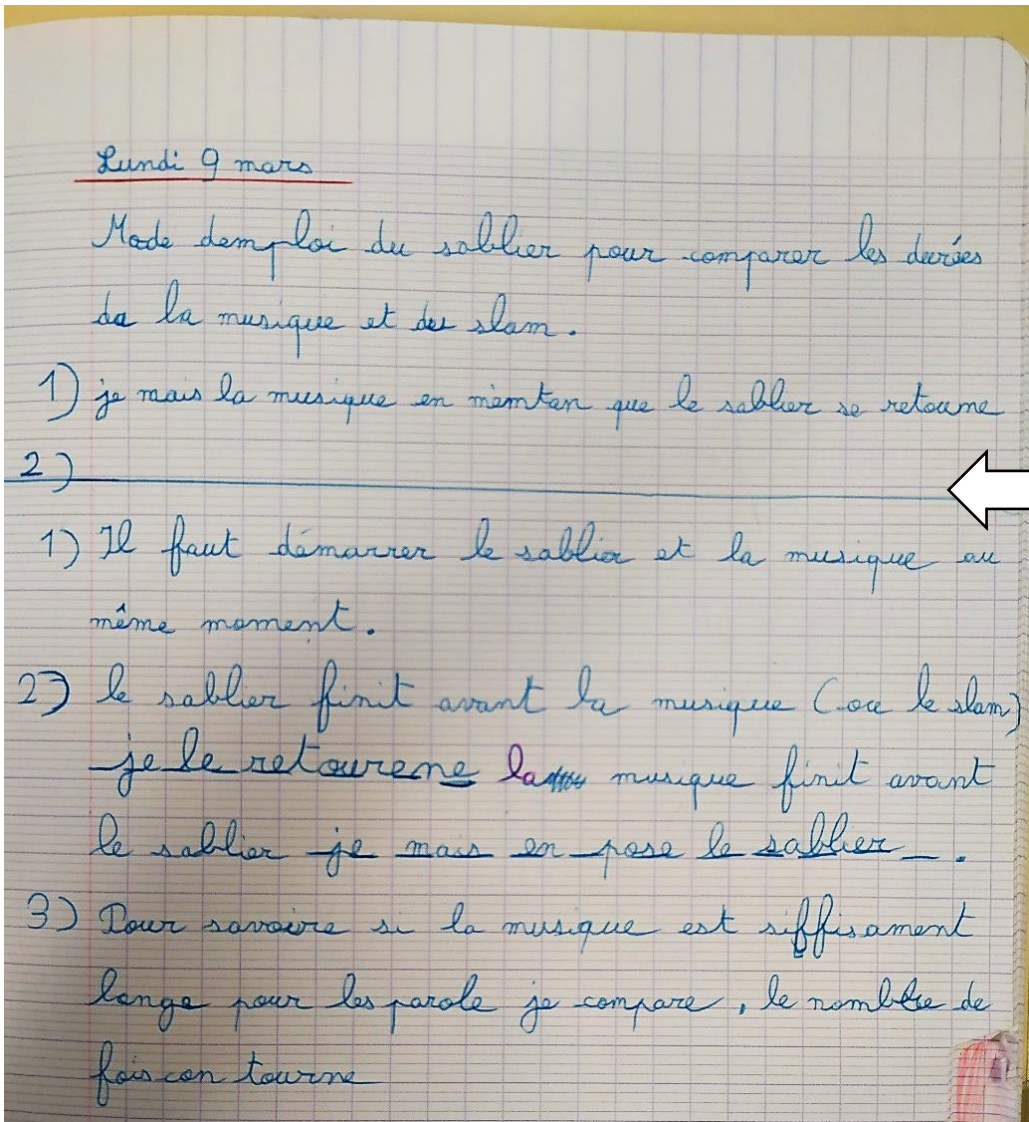 Lundi 9 mars
Mode demploi du sablier pour comparer les durées
da la musique et du slam.
1) je mais la musique en mêmtan que le sablier se retourne
2)
1) Il faut démarrer le sablier et la musique au
même moment.
2) le sablier finit avant la musique (ou le slam)
je le retourene la musique finit avant
le sablier je mais en pose le sablier.
3) Pour savoire si la musique est siffisament
longe pour les parole je compare, le nombre de
fois con tourne